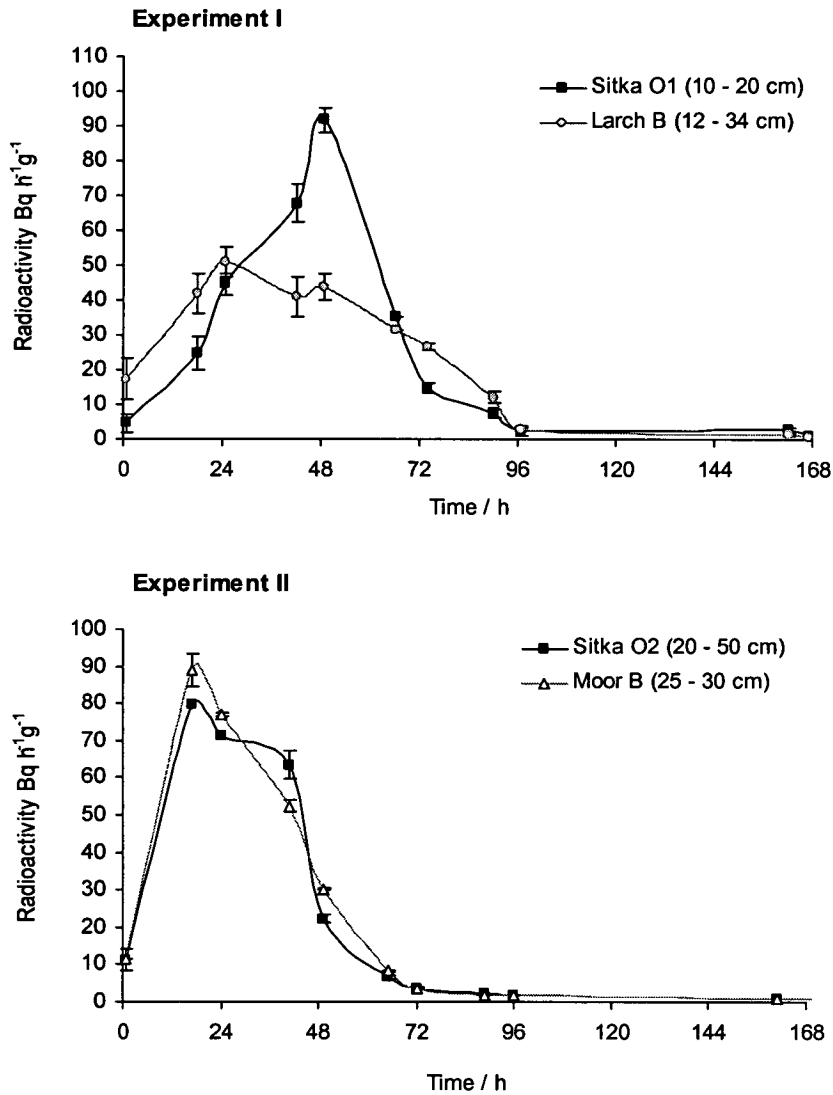 Experiment I
110
100
90
80
70
60
50
40
30
20
10
0
Radioactivity Bq h⁻¹g⁻¹
Sitka O1 (10 - 20 cm)
Larch B (12 - 34 cm)
0 24 48 72 96 120 144 168
Time / h
Experiment II
100
90
80
70
60
50
40
30
20
10
0
Radioactivity Bq h⁻¹g⁻¹
Sitka O2 (20 - 50 cm)
Moor B (25 - 30 cm)
0 24 48 72 96 120 144 168
Time / h